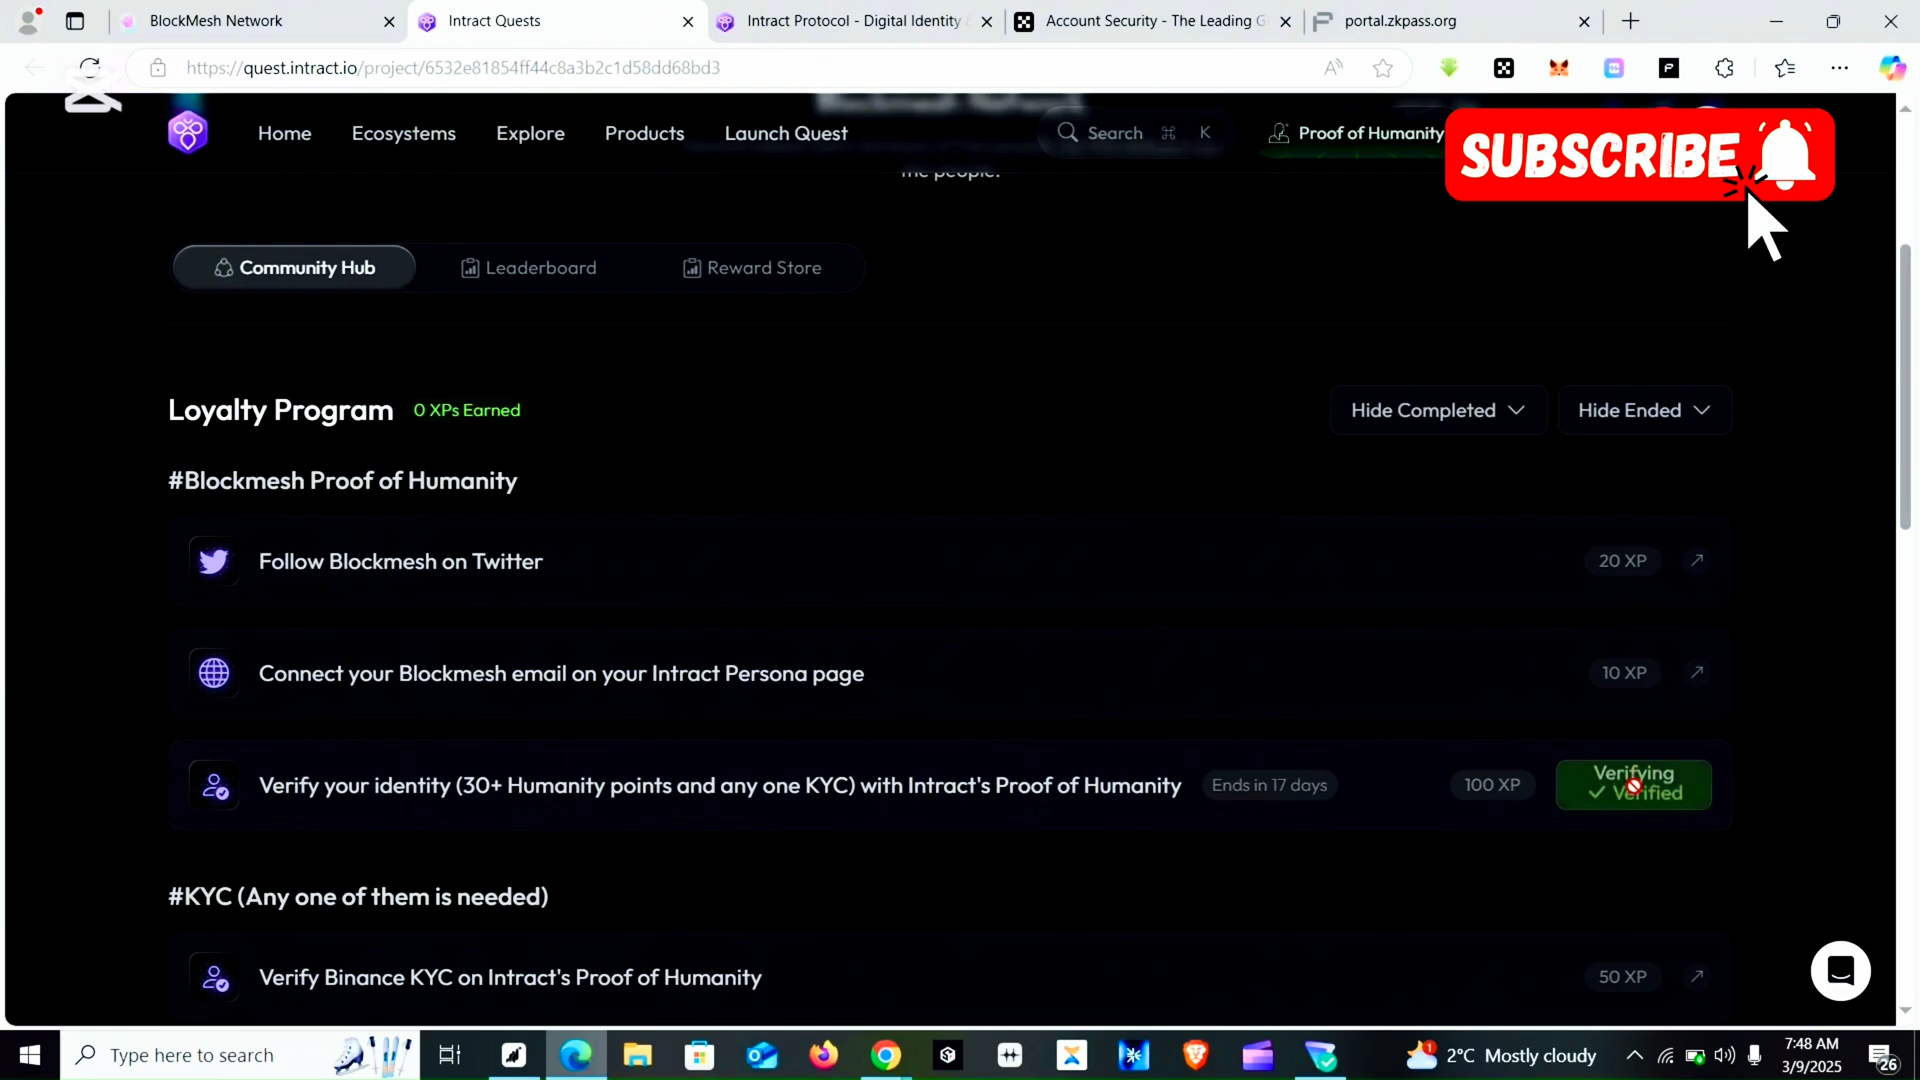 BlockMesh Network
Intract Quests
Intract Protocol - Digital Identity
Account Security - The Leading G
portal.zkpass.org
https://quest.intract.io/project/6532e81854ff44c8a3b2c1d58dd68bd3
Blockmesh Network
Home
Ecosystems
Explore
Products
Launch Quest
Search ⌘ K
Proof of Humanity
SUBSCRIBE
the people.
Community Hub
Leaderboard
Reward Store
Loyalty Program
0 XPs Earned
Hide Completed
Hide Ended
#Blockmesh Proof of Humanity
Follow Blockmesh on Twitter
20 XP
Connect your Blockmesh email on your Intract Persona page
10 XP
Verify your identity (30+ Humanity points and any one KYC) with Intract's Proof of Humanity
Ends in 17 days
100 XP
Verifying
Verified
#KYC (Any one of them is needed)
Verify Binance KYC on Intract's Proof of Humanity
50 XP
Type here to search
2°C Mostly cloudy
7:48 AM
3/9/2025
26